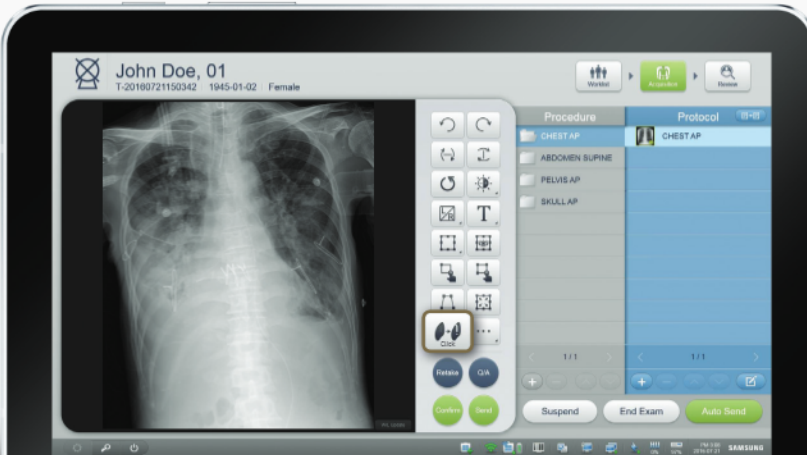 John Doe, 01
T-20160721150342 1945-01-02 Female
Worklist
Acquisition
Review
Procedure
Protocol
CHEST AP
CHEST AP
ABDOMEN SUPINE
PELVIS AP
SKULL AP
T
Click
1/1
1/1
Retake
Q/A
Confirm
Send
Suspend
End Exam
Auto Send
SAMSUNG